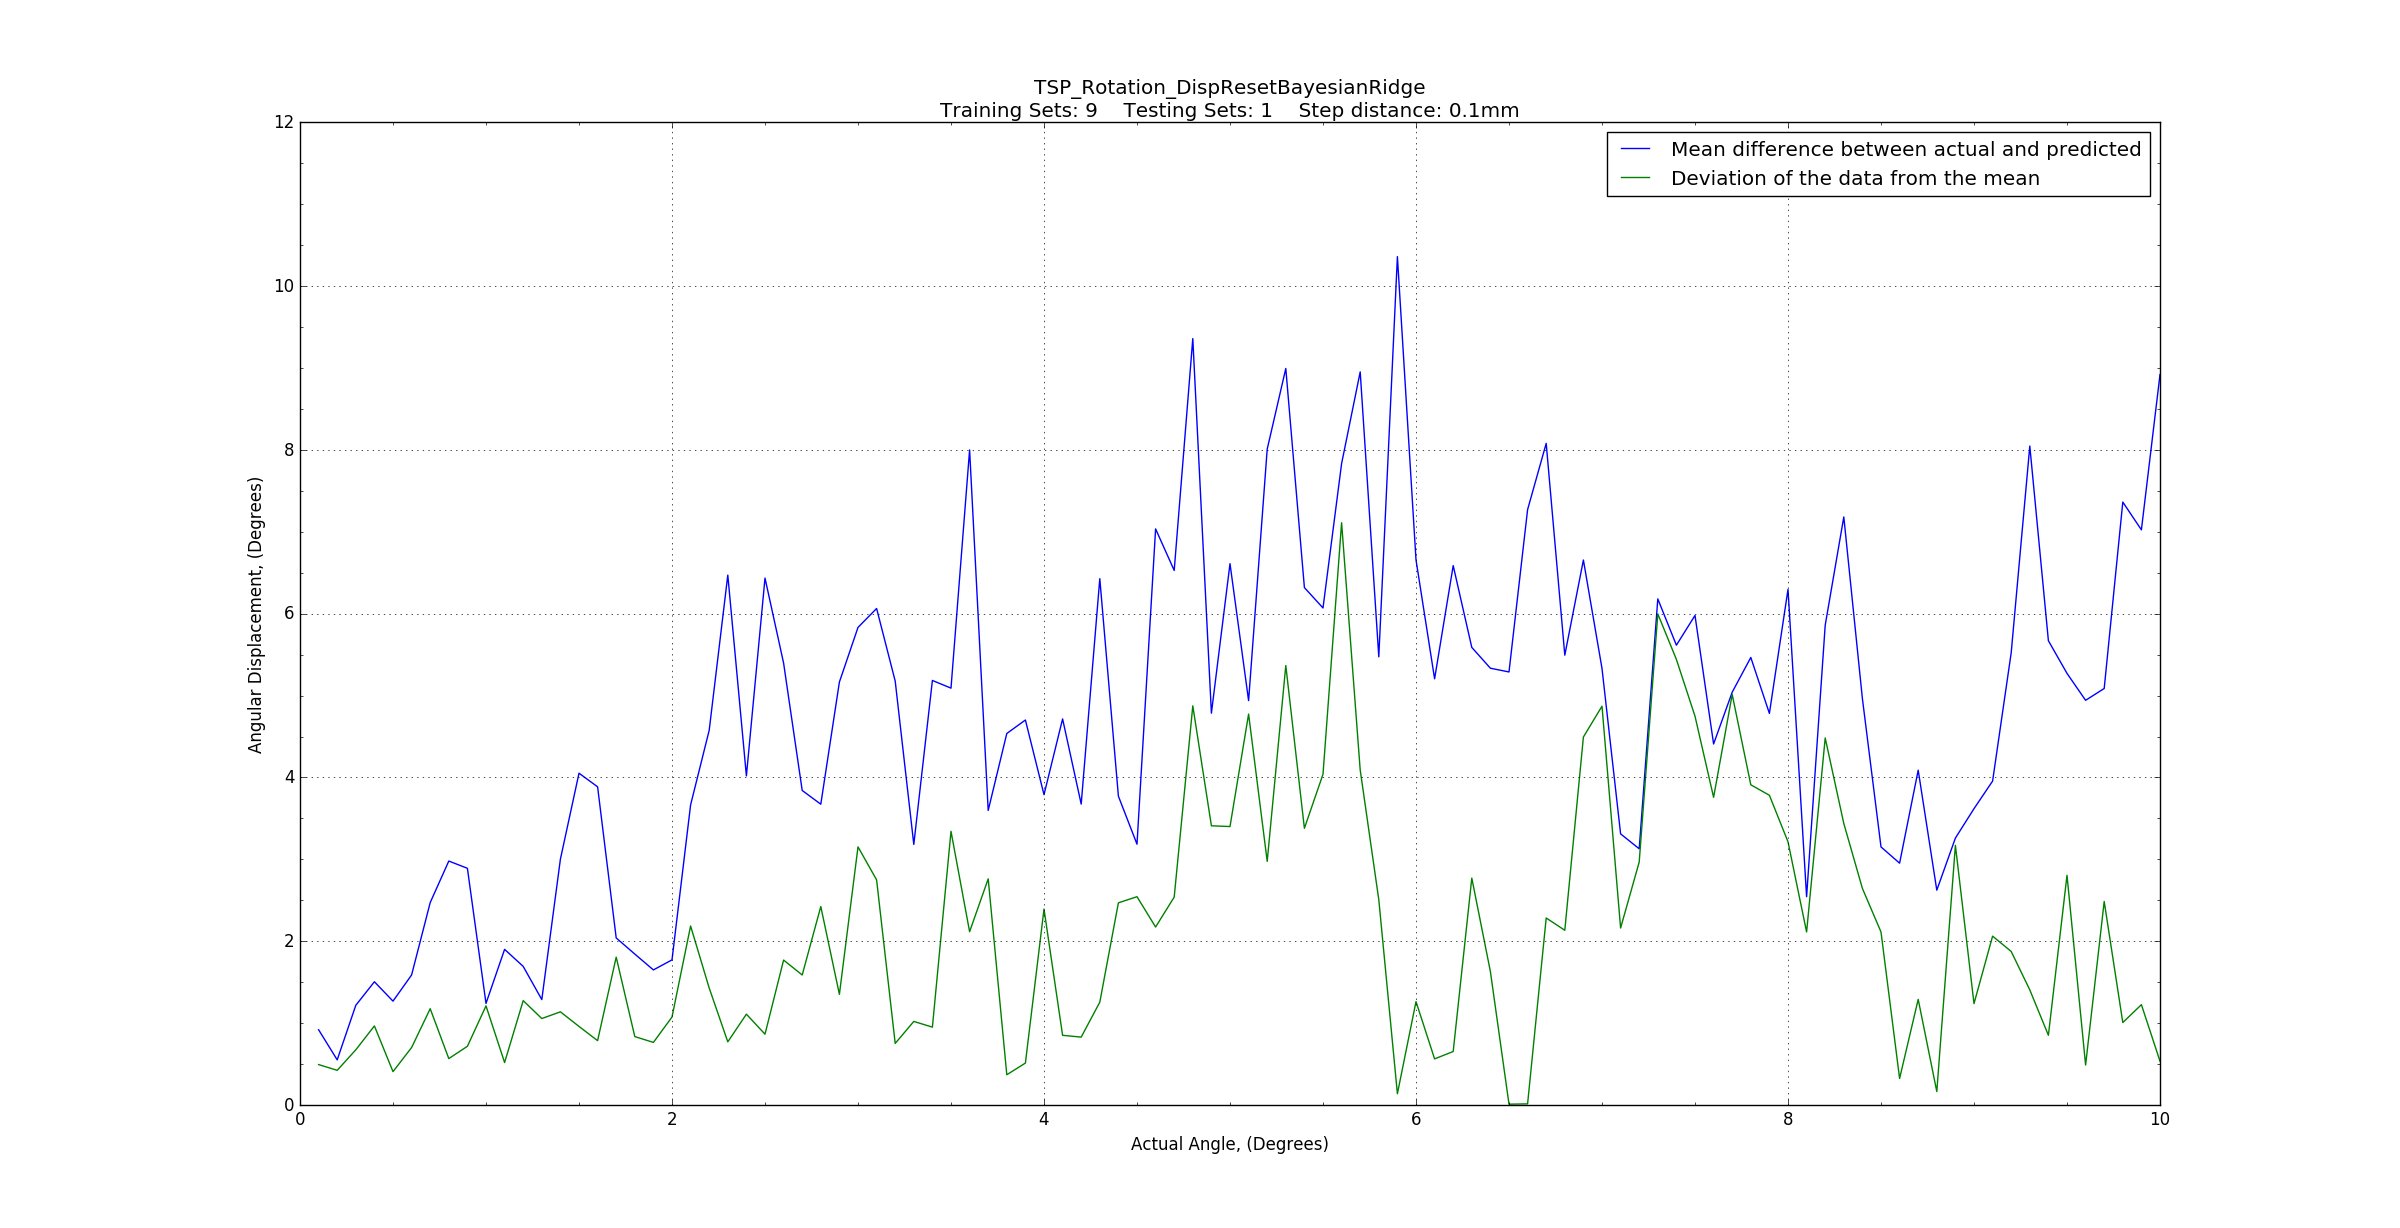 TSP_Rotation_DispResetBayesianRidge
Training Sets: 9    Testing Sets: 1    Step distance: 0.1mm
Mean difference between actual and predicted
Deviation of the data from the mean
Angular Displacement, (Degrees)
12
10
8
6
4
2
0
0 2 4 6 8 10
Actual Angle, (Degrees)